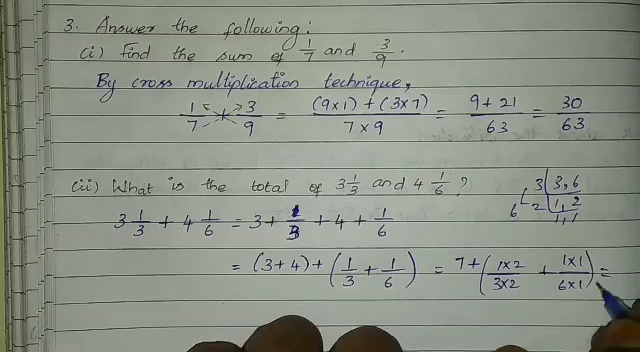 3. Answer the following:
(i) Find the sum of 1/7 and 3/9.
By cross multiplication technique,
1/7 + 3/9 = (9×1) + (3×7) / 7×9 = 9+21 / 63 = 30/63
(ii) What is the total of 3 1/3 and 4 1/6?
3 | 3, 6
6 2 | 1, 2
1, 1
3 1/3 + 4 1/6 = 3 + 1/3 + 4 + 1/6
= (3+4) + (1/3 + 1/6) = 7 + (1×2 / 3×2 + 1×1 / 6×1) =